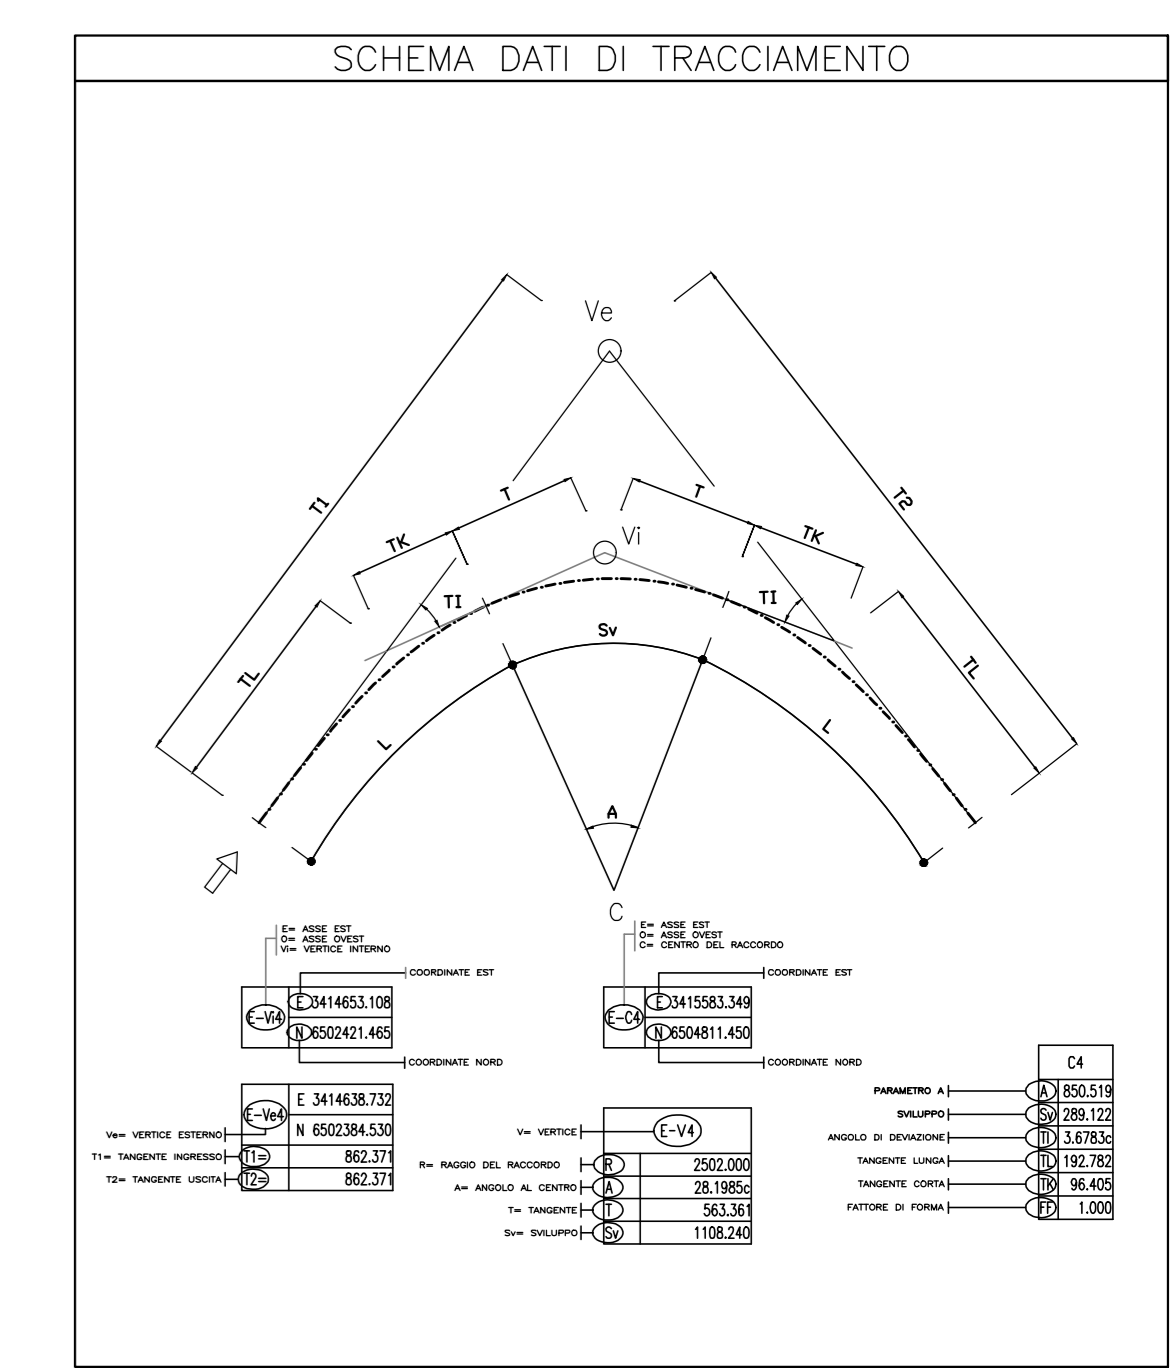 SCHEMA DATI DI TRACCIAMENTO
Ve
T1
T2
T
T
TK
TK
Vi
TI
TI
Sv
TL
TL
L
L
A
C
E= ASSE EST
O= ASSE OVEST
Vi= VERTICE INTERNO
COORDINATE EST
E-Vi4
E 3414653.108
N 6502421.465
COORDINATE NORD
E= ASSE EST
O= ASSE OVEST
C= CENTRO DEL RACCORDO
COORDINATE EST
E-C4
E 3415583.349
N 6504811.450
COORDINATE NORD
E-Ve4
E 3414638.732
N 6502384.530
Ve= VERTICE ESTERNO
T1= TANGENTE INGRESSO T1= 862.371
T2= TANGENTE USCITA T2= 862.371
V= VERTICE E-V4
R= RAGGIO DEL RACCORDO R 2502.000
A= ANGOLO AL CENTRO A 28.1985c
T= TANGENTE T 563.361
Sv= SVILUPPO Sv 1108.240
C4
PARAMETRO A A 850.519
SVILUPPO Sv 289.122
ANGOLO DI DEVIAZIONE TI 3.6783c
TANGENTE LUNGA TL 192.782
TANGENTE CORTA TK 96.405
FATTORE DI FORMA FF 1.000